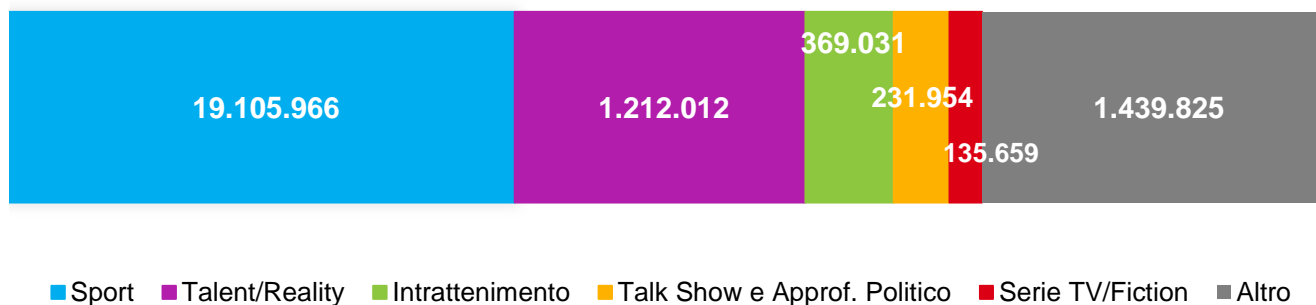 369.031
19.105.966 1.212.012 231.954 1.439.825
135.659
Sport Talent/Reality Intrattenimento Talk Show e Approf. Politico Serie TV/Fiction Altro